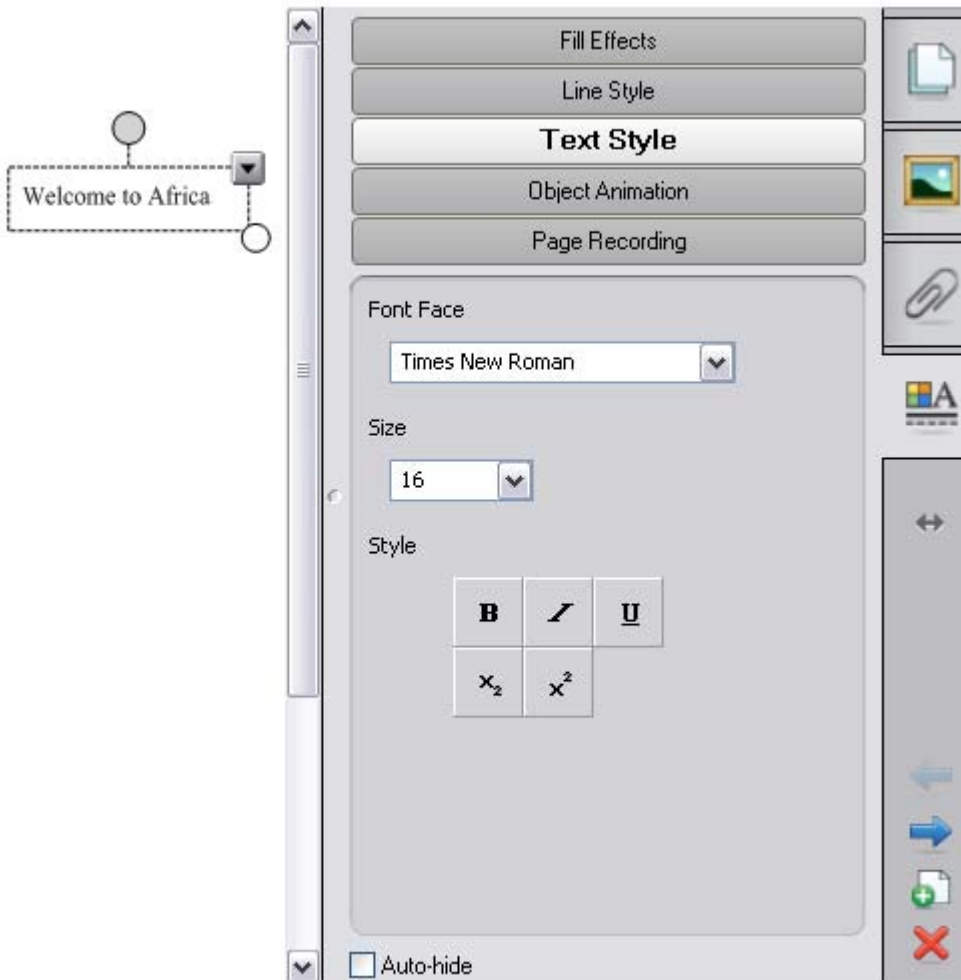 Welcome to Africa
Fill Effects
Line Style
Text Style
Object Animation
Page Recording
Font Face
Times New Roman
Size
16
Style
B I U
x₂ x²
Auto-hide
A